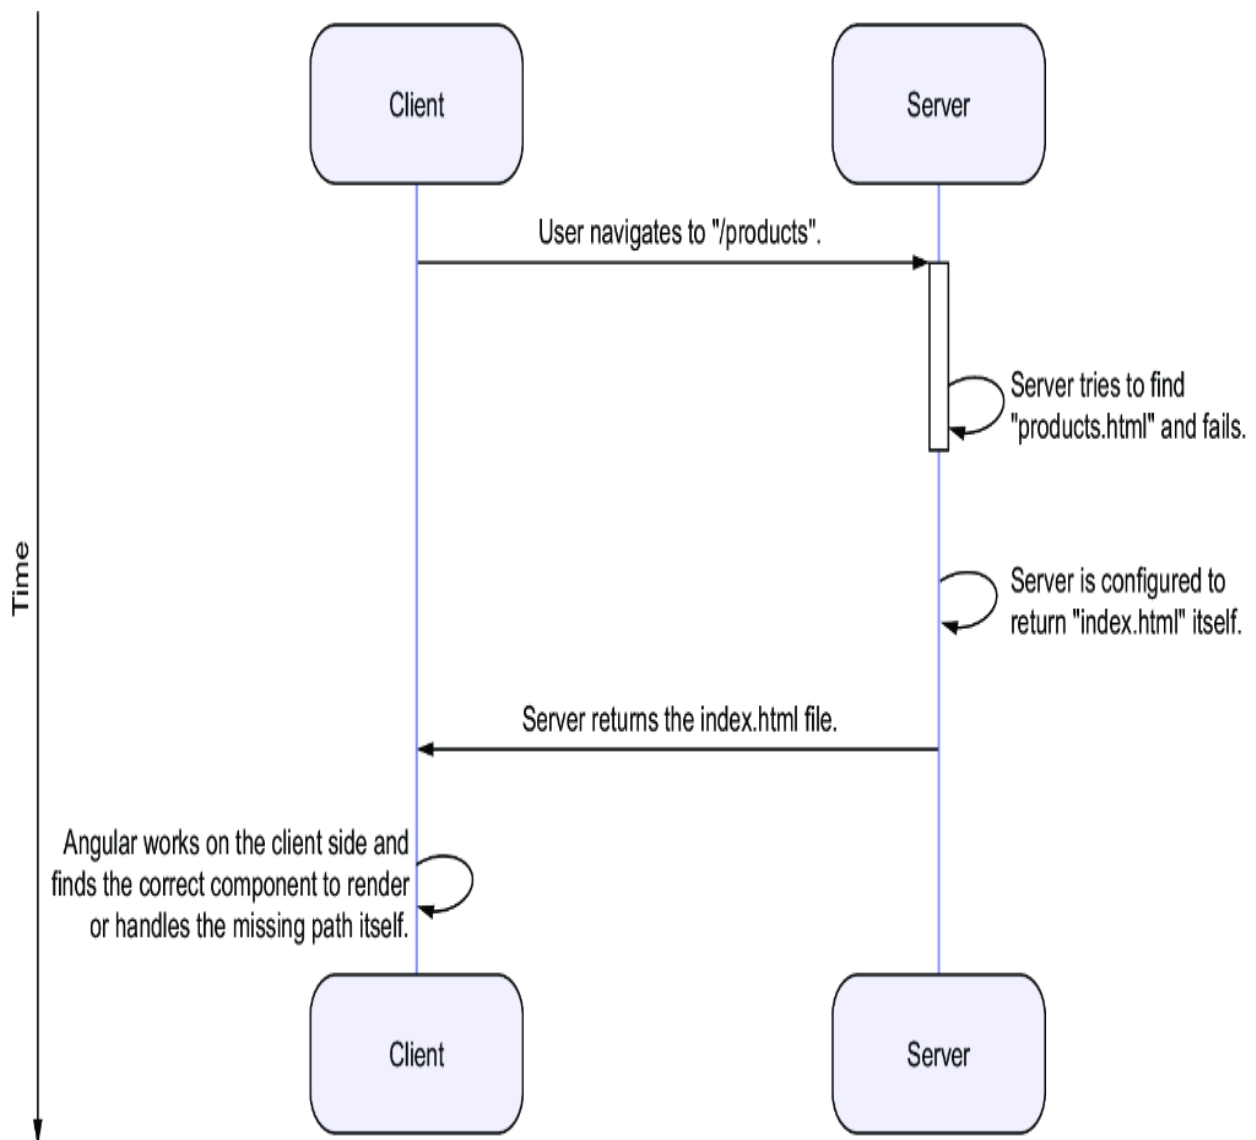 Client
Server
User navigates to "/products".
Server tries to find
"products.html" and fails.
Time
Server is configured to
return "index.html" itself.
Server returns the index.html file.
Angular works on the client side and
finds the correct component to render
or handles the missing path itself.
Client
Server